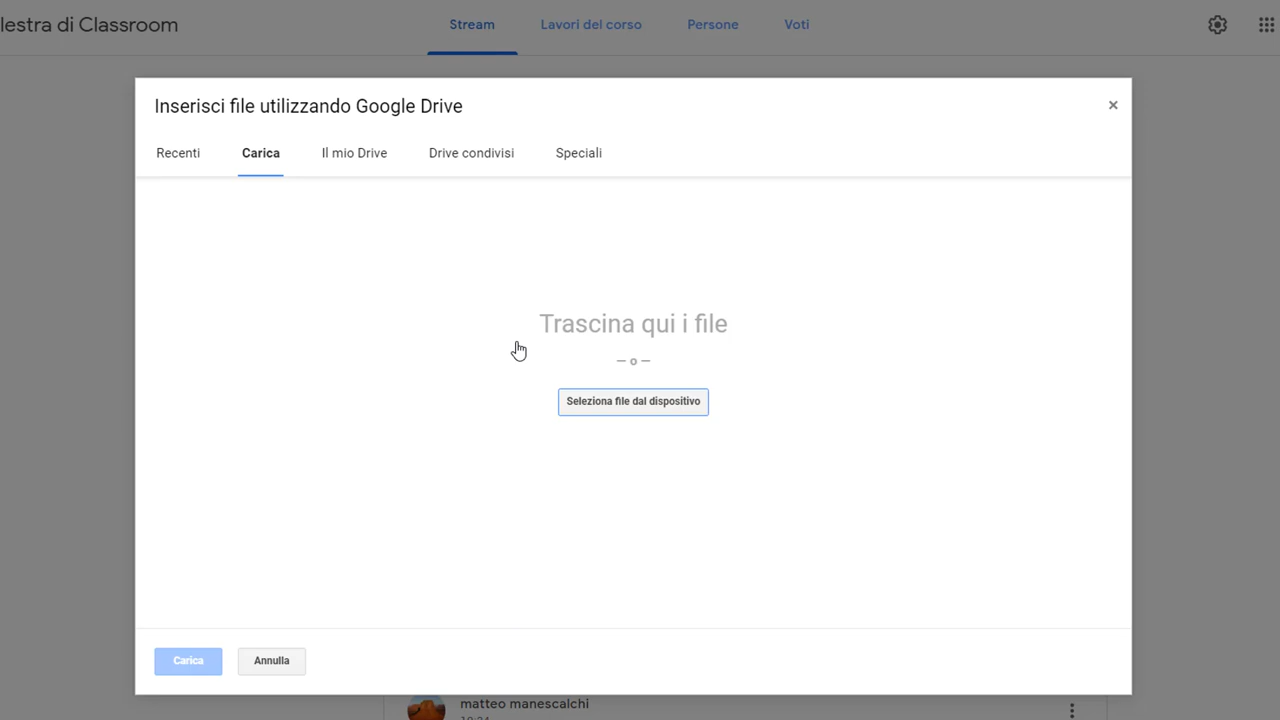 lestra di Classroom
Stream
Lavori del corso
Persone
Voti
Inserisci file utilizzando Google Drive
×
Recenti
Carica
Il mio Drive
Drive condivisi
Speciali
Trascina qui i file
– o –
Seleziona file dal dispositivo
Carica
Annulla
matteo manescalchi